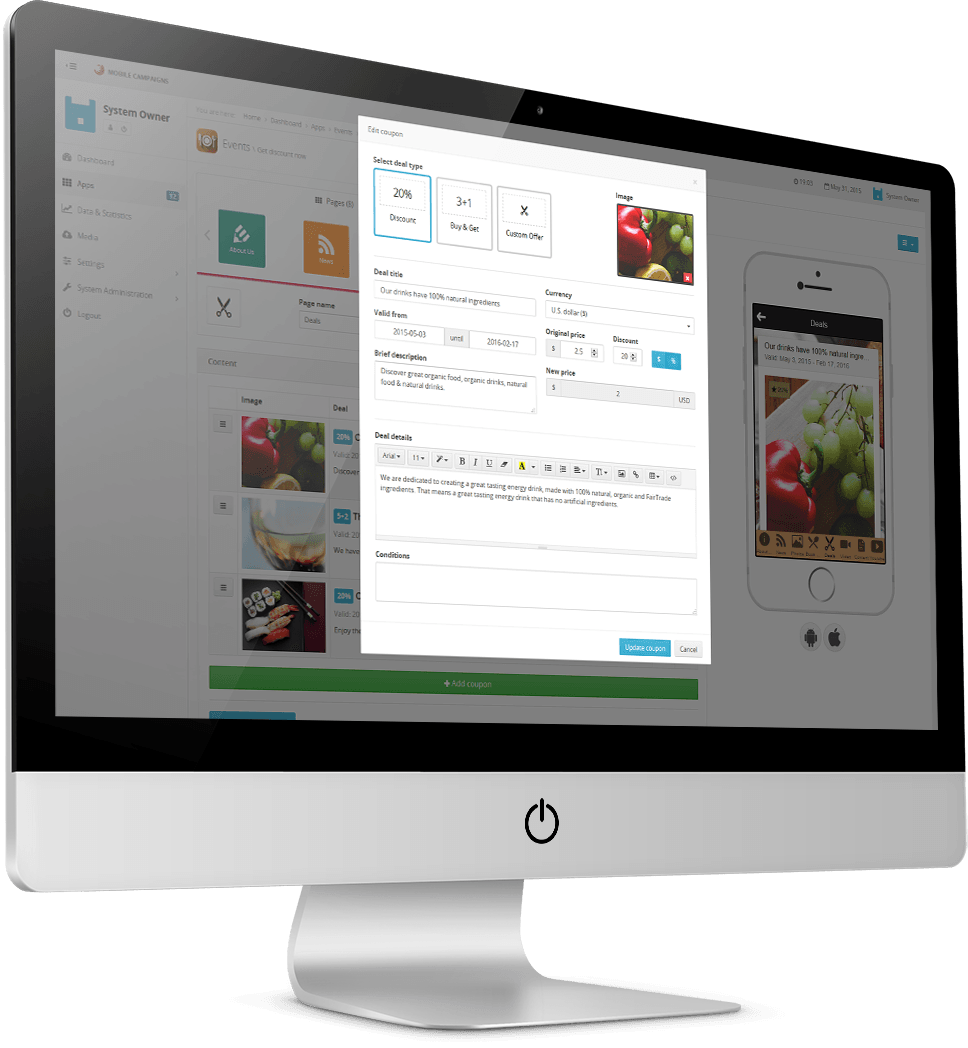 MOBILE CAMPAIGNS
19:03
May 31, 2015
System Owner
System Owner
You are here: Home Dashboard Apps Events
Events \ Get discount now
Dashboard
Apps
Data & Statistics
Media
Settings
System Administration
Logout
Pages (8)
About Us
News
Page name
Deals
Content
Image
Deal
20%
Valid: 20
Discover
5=2 Th
Valid: 20
We have
20%
Valid: 20
Enjoy the
+ Add coupon
Edit coupon
×
Select deal type
20%
Discount
3+1
Buy & Get
Custom Offer
Image
Deal title
Our drinks have 100% natural ingredients
Currency
U.S. dollar ($)
Valid from
2015-05-03 until 2016-02-17
Original price
$ 2.5
Discount
20
$ %
Brief description
Discover great organic food, organic drinks, natural
food & natural drinks.
New price
$ 2 USD
Deal details
Arial 11 B I U A
We are dedicated to creating a great tasting energy drink, made with 100% natural, organic and FairTrade
ingredients. That means a great tasting energy drink that has no artificial ingredients.
Conditions
Update coupon
Cancel
Deals
Our drinks have 100% natural ingre...
Valid: May 3, 2015 - Feb 17, 2016
20%
Deals